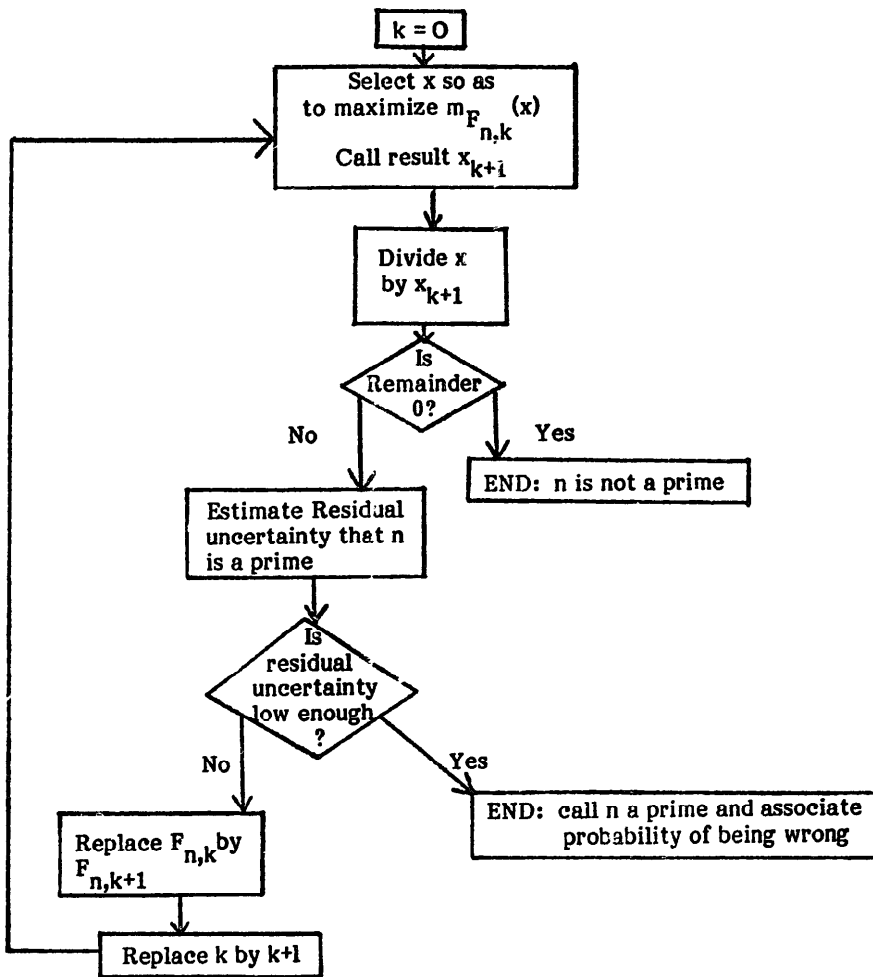 k = 0
Select x so as
to maximize m_{F_{n,k}}(x)
Call result x_{k+1}
Divide x
by x_{k+1}
Is
Remainder
0?
No
Yes
END: n is not a prime
Estimate Residual
uncertainty that n
is a prime
Is
residual
uncertainty
low enough
?
No
Yes
END: call n a prime and associate
probability of being wrong
Replace F_{n,k} by
F_{n,k+1}
Replace k by k+1